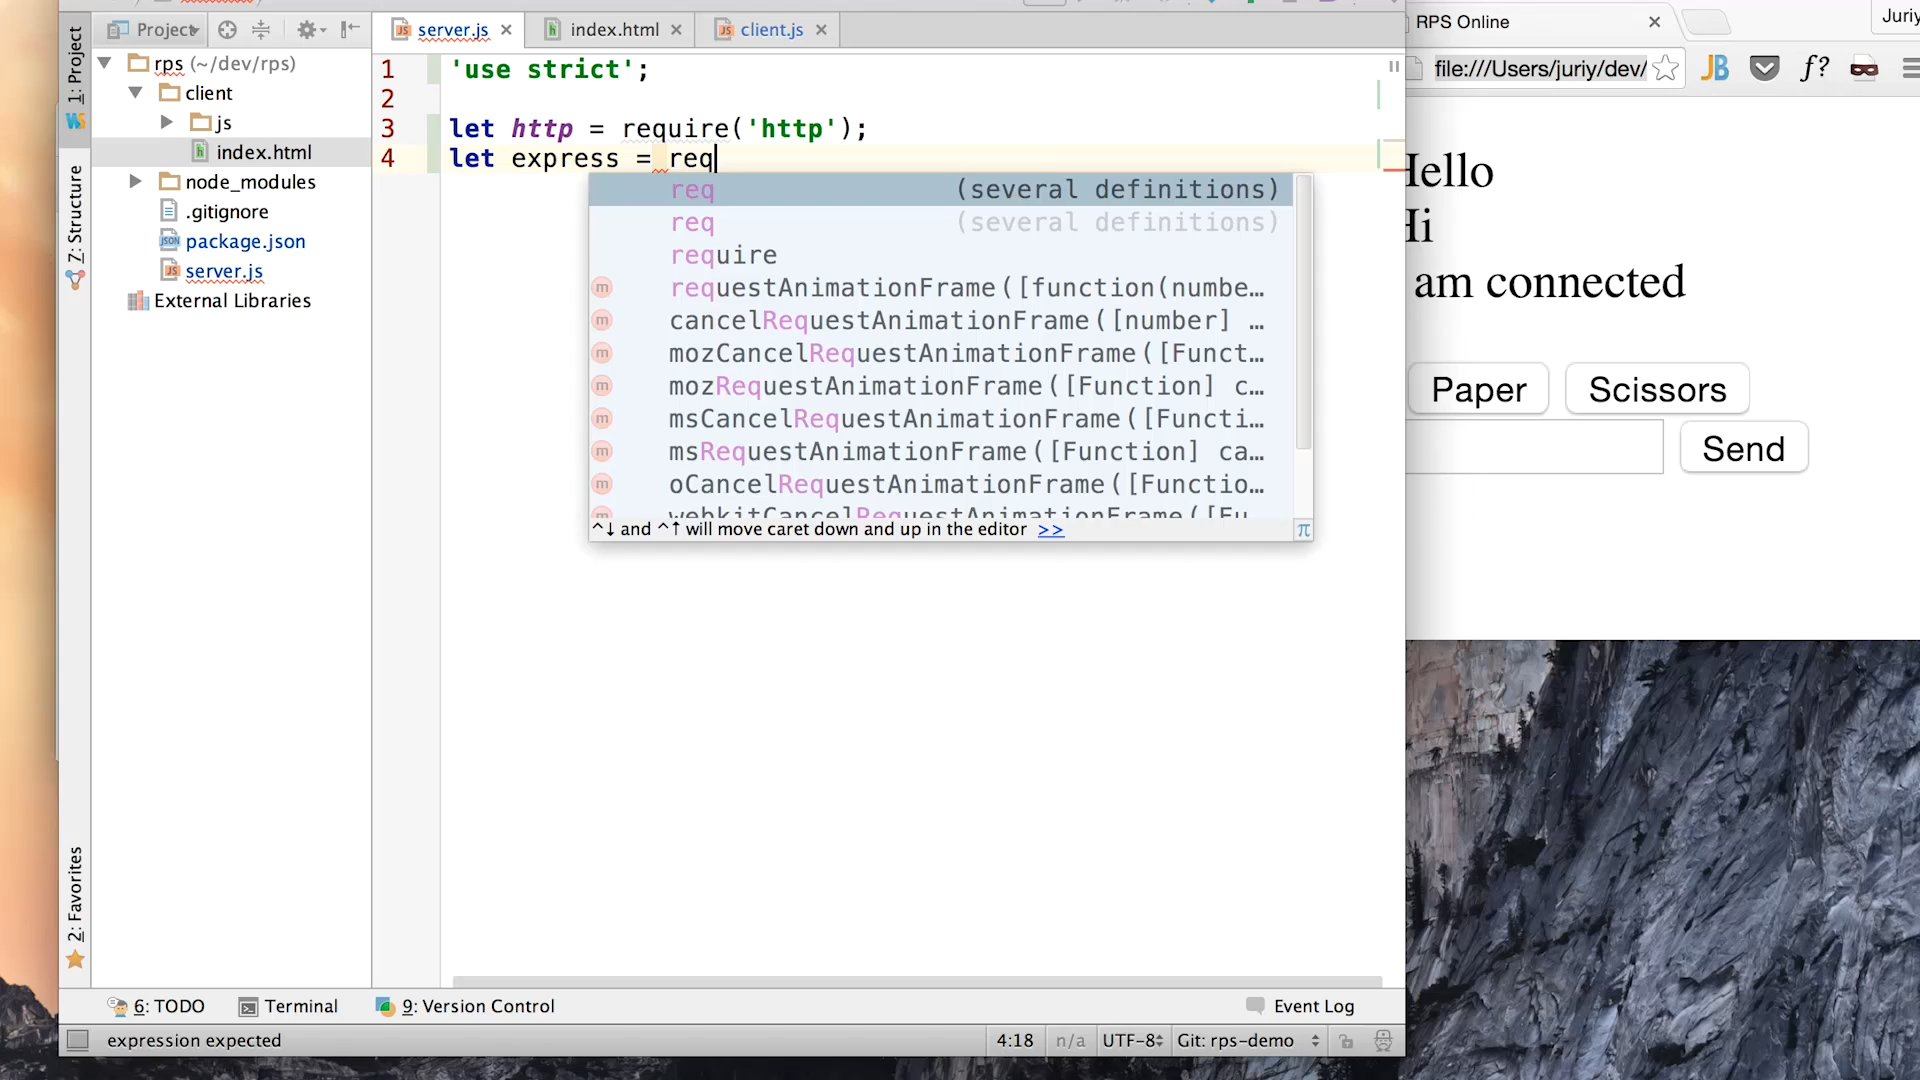 1: Project
7: Structure
2: Favorites
Project
rps (~/dev/rps)
client
js
index.html
node_modules
.gitignore
package.json
server.js
External Libraries
server.js
index.html
client.js
1 'use strict';
2
3 let http = require('http');
4 let express = req
req (several definitions)
req (several definitions)
require
requestAnimationFrame([function(numbe…
cancelRequestAnimationFrame([number] …
mozCancelRequestAnimationFrame([Funct…
mozRequestAnimationFrame([Function] c…
msCancelRequestAnimationFrame([Functi…
msRequestAnimationFrame([Function] ca…
oCancelRequestAnimationFrame([Functio…
webkitCancelRequestAnimationFrame([Fu
^↓ and ^↑ will move caret down and up in the editor >>
π
6: TODO
Terminal
9: Version Control
Event Log
expression expected
4:18
n/a
UTF-8
Git: rps-demo
RPS Online
Juriy
file:///Users/juriy/dev/
JB
f?
Hello
Hi
am connected
Paper
Scissors
Send